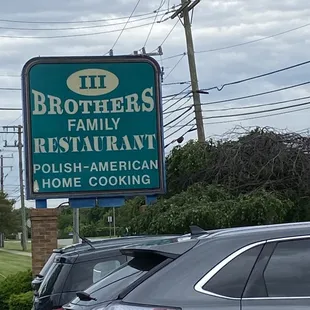 III
BROTHERS
FAMILY
RESTAURANT
POLISH-AMERICAN
HOME COOKING